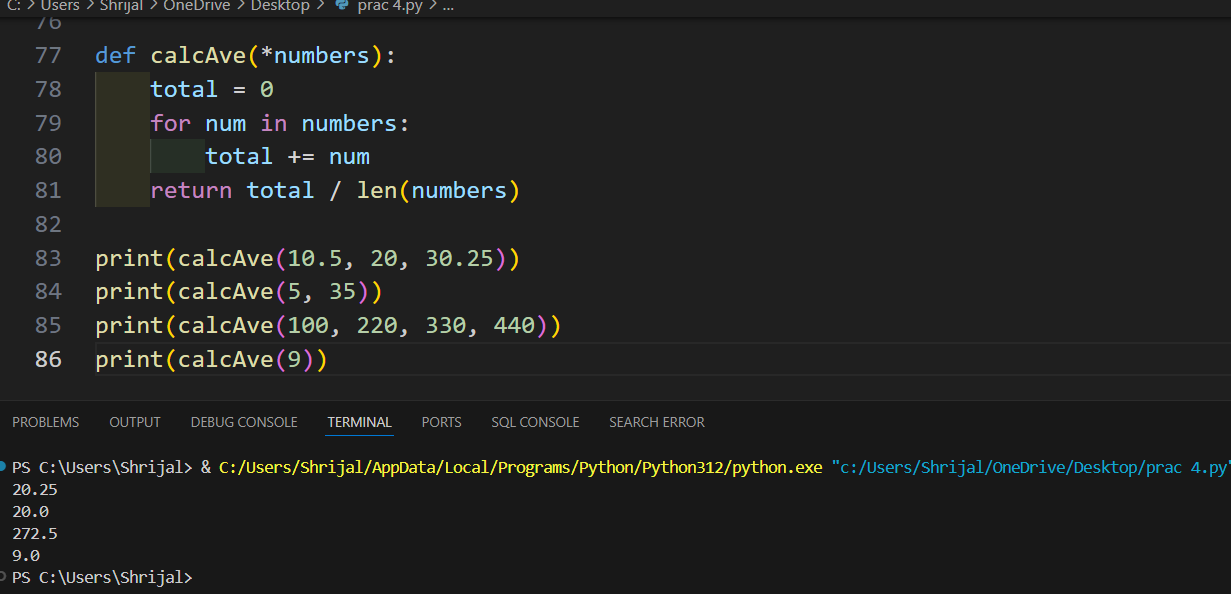 C: > Users > Shrijal > OneDrive > Desktop > prac 4.py > ...
76
77 def calcAve(*numbers):
78     total = 0
79     for num in numbers:
80         total += num
81     return total / len(numbers)
82
83 print(calcAve(10.5, 20, 30.25))
84 print(calcAve(5, 35))
85 print(calcAve(100, 220, 330, 440))
86 print(calcAve(9))
PROBLEMS OUTPUT DEBUG CONSOLE TERMINAL PORTS SQL CONSOLE SEARCH ERROR
PS C:\Users\Shrijal> & C:/Users/Shrijal/AppData/Local/Programs/Python/Python312/python.exe "c:/Users/Shrijal/OneDrive/Desktop/prac 4.py"
20.25
20.0
272.5
9.0
PS C:\Users\Shrijal>